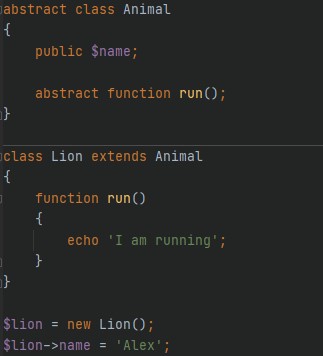 abstract class Animal
{
    public $name;

    abstract function run();
}

class Lion extends Animal
{
    function run()
    {
        echo 'I am running';
    }
}

$lion = new Lion();
$lion->name = 'Alex';